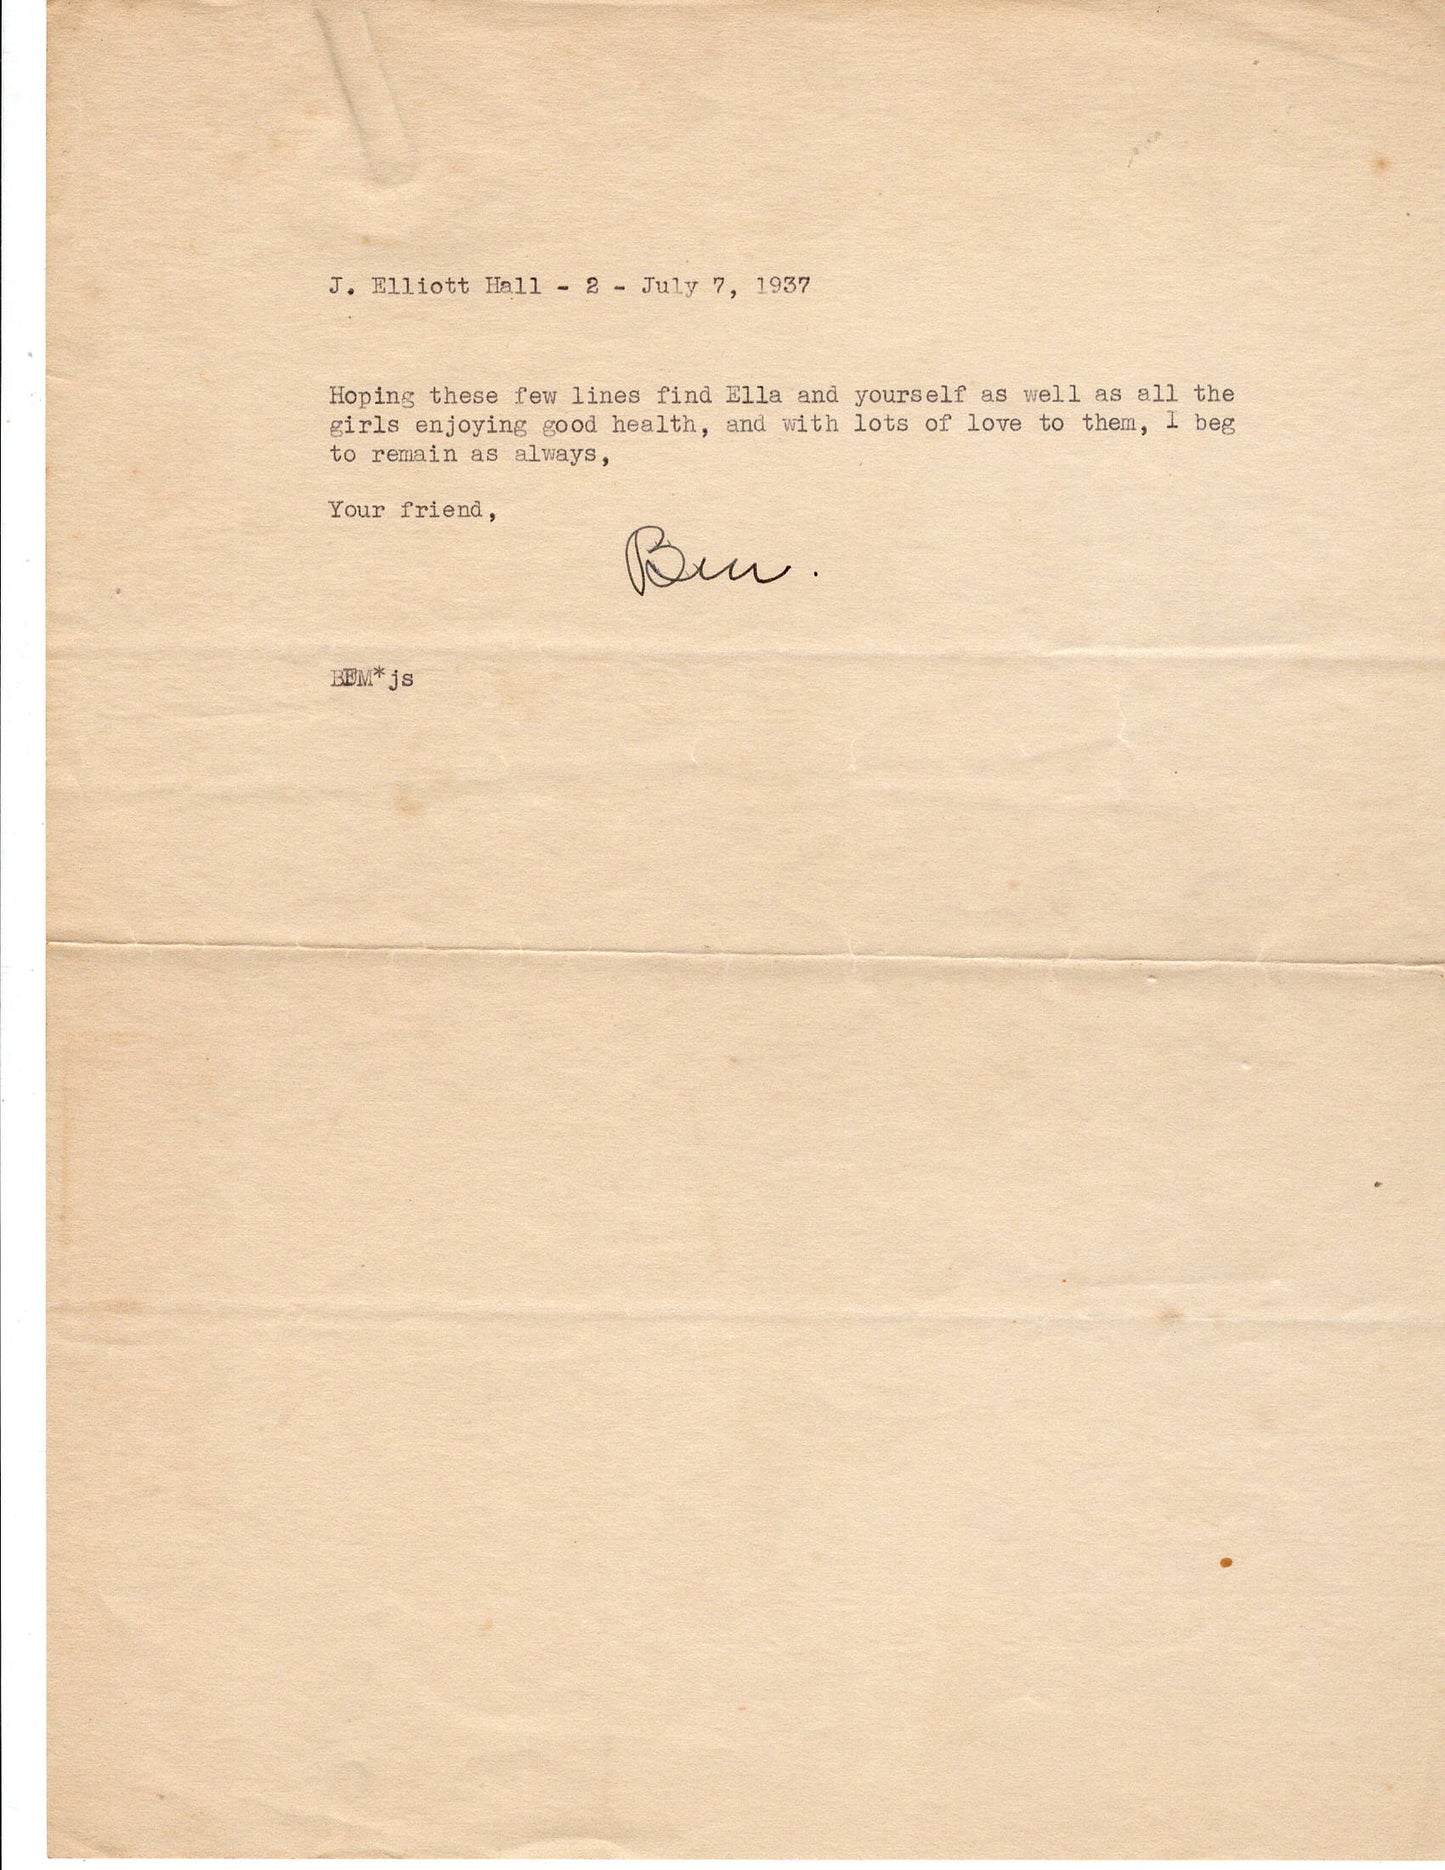 J. Elliott Hall - 2 - July 7, 1937
Hoping these few lines find Ella and yourself as well as all the
girls enjoying good health, and with lots of love to them, I beg
to remain as always,
Your friend,
Ben.
BEM*js